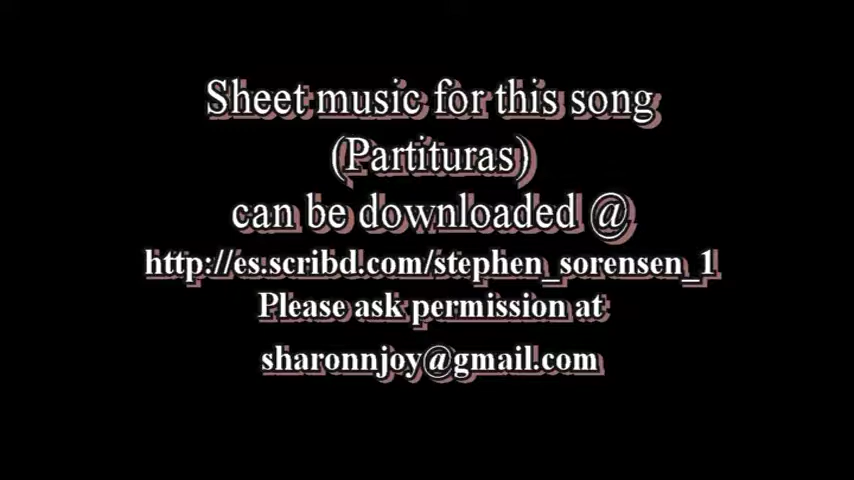 Sheet music for this song
(Partituras)
can be downloaded @
http://es.scribd.com/stephen_sorensen_1
Please ask permission at
sharonnjoy@gmail.com